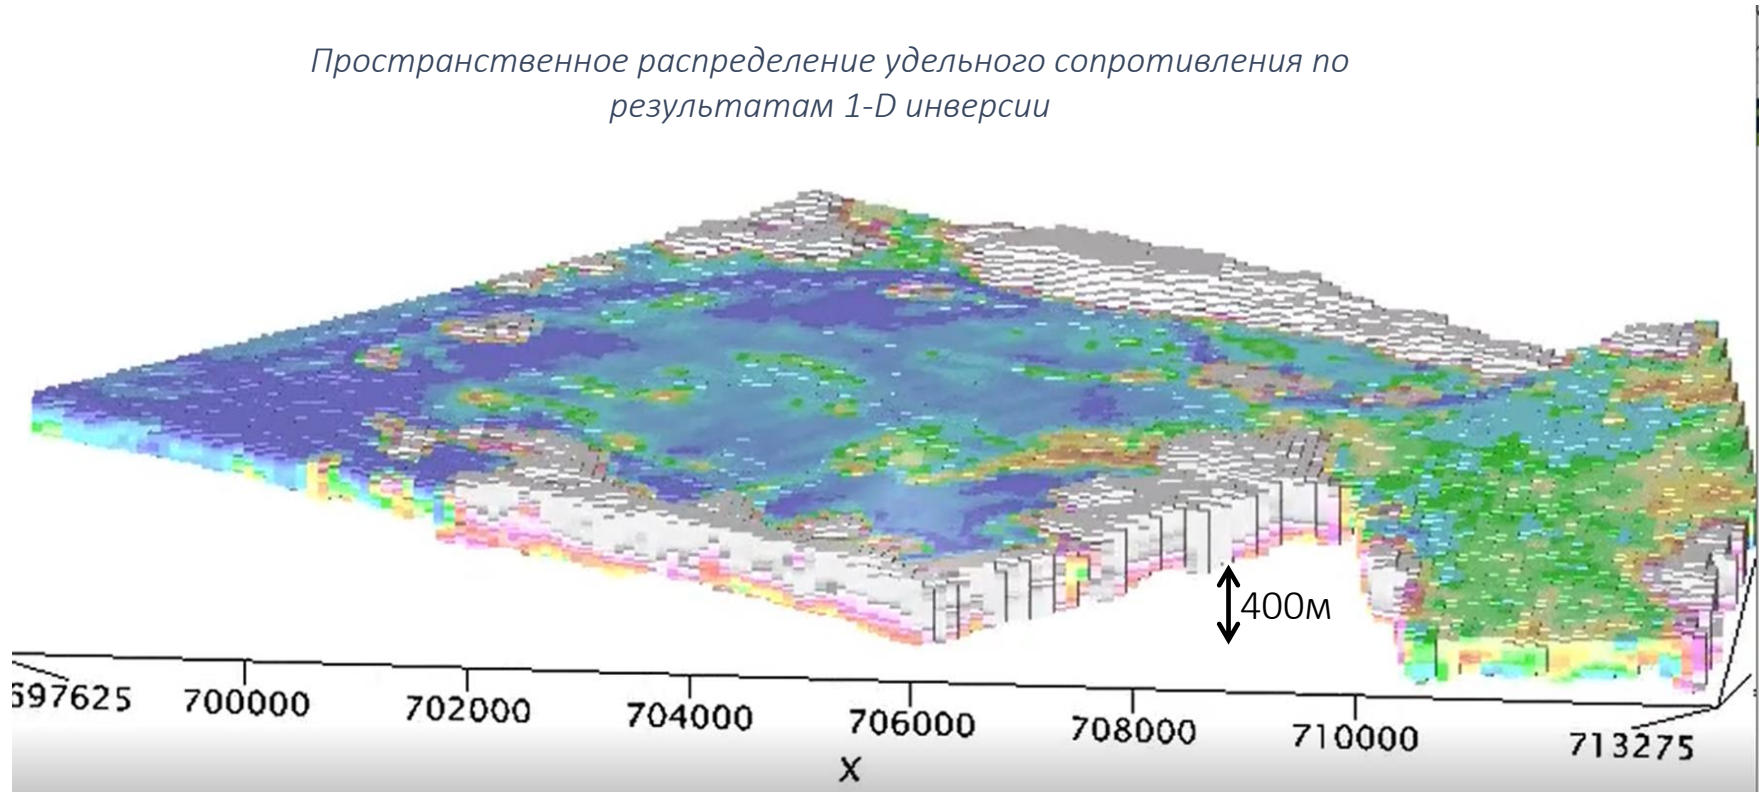 Пространственное распределение удельного сопротивления по
результатам 1-D инверсии
400м
697625 700000 702000 704000 706000 708000 710000 713275
X